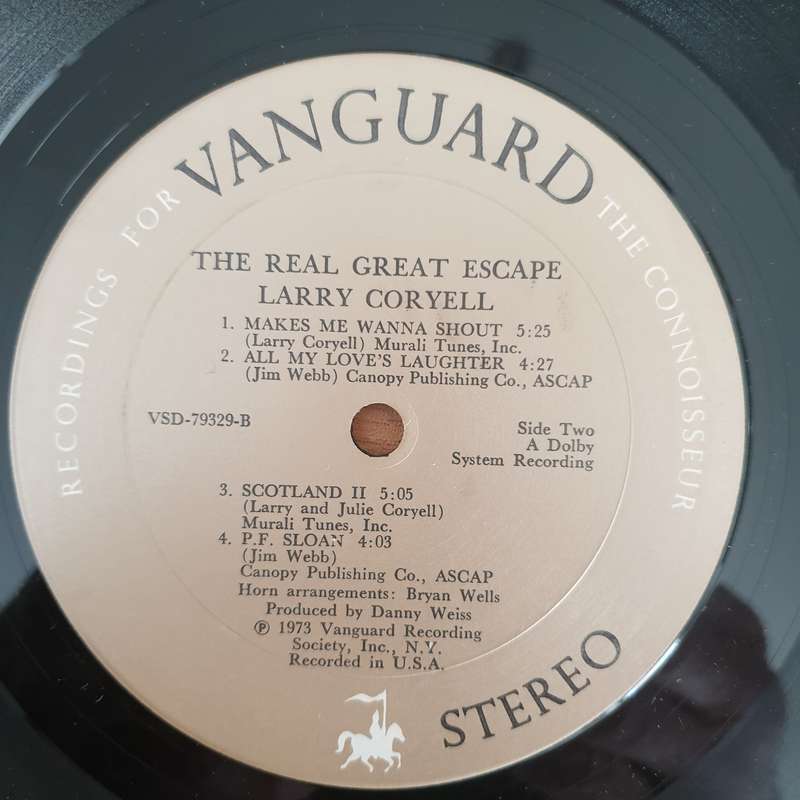 RECORDINGS FOR VANGUARD THE CONNOISSEUR
THE REAL GREAT ESCAPE
LARRY CORYELL
1. MAKES ME WANNA SHOUT 5:25
(Larry Coryell) Murali Tunes, Inc.
2. ALL MY LOVE'S LAUGHTER 4:27
(Jim Webb) Canopy Publishing Co., ASCAP
VSD-79329-B
Side Two
A Dolby
System Recording
3. SCOTLAND II 5:05
(Larry and Julie Coryell)
Murali Tunes, Inc.
4. P.F. SLOAN 4:03
(Jim Webb)
Canopy Publishing Co., ASCAP
Horn arrangements: Bryan Wells
Produced by Danny Weiss
℗ 1973 Vanguard Recording
Society, Inc., N.Y.
Recorded in U.S.A.
STEREO